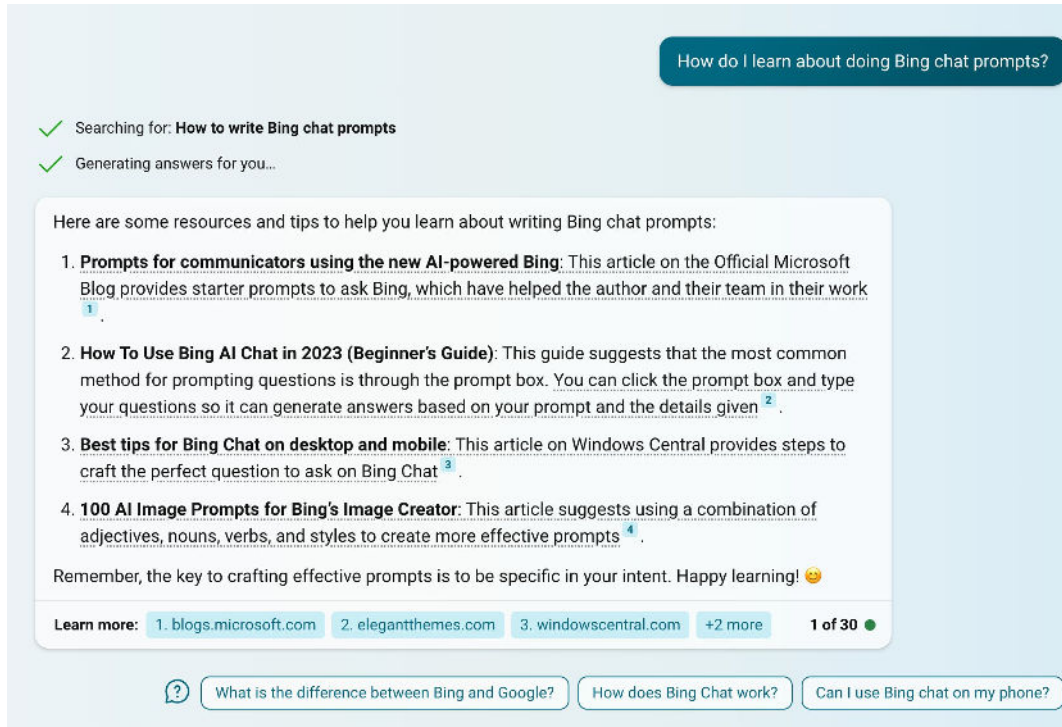 How do I learn about doing Bing chat prompts?
Searching for: How to write Bing chat prompts
Generating answers for you...
Here are some resources and tips to help you learn about writing Bing chat prompts:
1. Prompts for communicators using the new AI-powered Bing: This article on the Official Microsoft
Blog provides starter prompts to ask Bing, which have helped the author and their team in their work
1 .
2. How To Use Bing AI Chat in 2023 (Beginner's Guide): This guide suggests that the most common
method for prompting questions is through the prompt box. You can click the prompt box and type
your questions so it can generate answers based on your prompt and the details given 2 .
3. Best tips for Bing Chat on desktop and mobile: This article on Windows Central provides steps to
craft the perfect question to ask on Bing Chat 3 .
4. 100 AI Image Prompts for Bing's Image Creator: This article suggests using a combination of
adjectives, nouns, verbs, and styles to create more effective prompts 4 .
Remember, the key to crafting effective prompts is to be specific in your intent. Happy learning! 😊
Learn more: 1. blogs.microsoft.com 2. elegantthemes.com 3. windowscentral.com +2 more 1 of 30
What is the difference between Bing and Google? How does Bing Chat work? Can I use Bing chat on my phone?